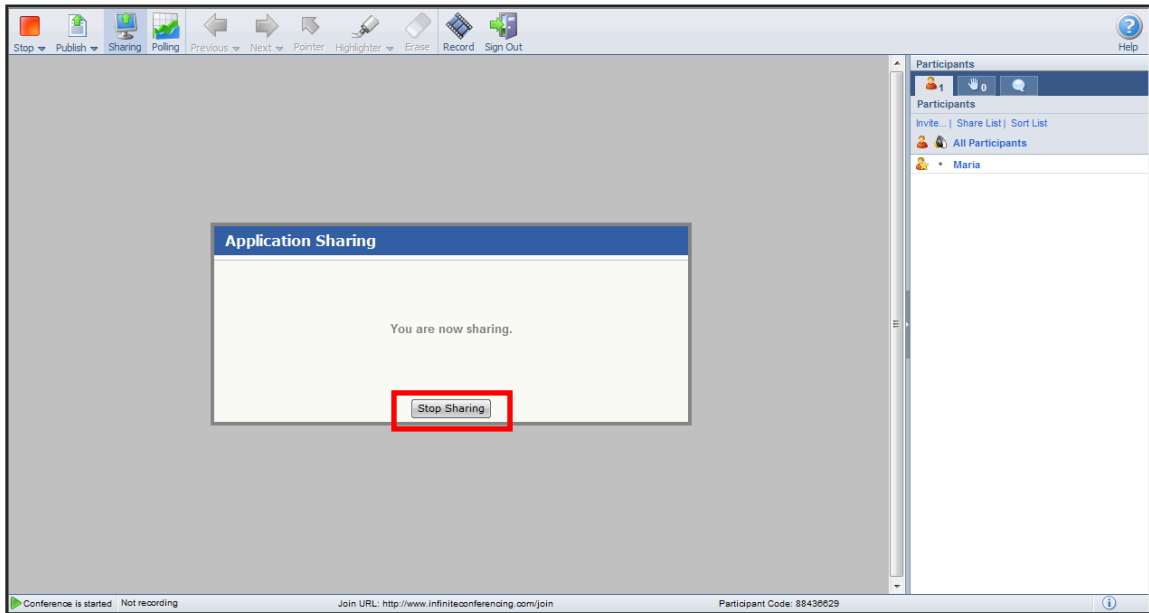 Stop Publish Sharing Polling Previous Next Pointer Highlighter Erase Record Sign Out Help
Participants
1 0
Participants
Invite... | Share List | Sort List
All Participants
Maria
Application Sharing
You are now sharing.
Stop Sharing
Conference is started Not recording Join URL: http://www.infiniteconferencing.com/join Participant Code: 88436629